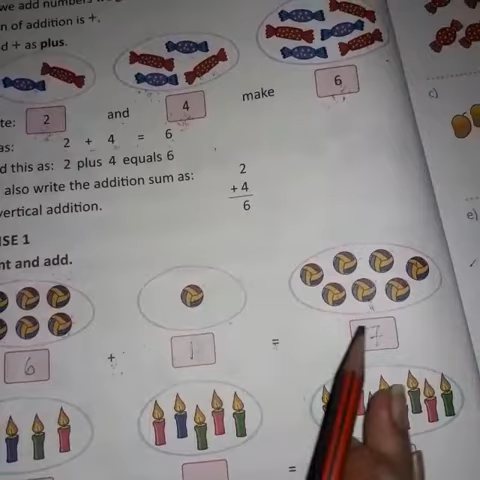 we add numbers
n of addition is +.
d + as plus.
te: 2 and 4 make 6
as: 2 + 4 = 6
d this as: 2 plus 4 equals 6
also write the addition sum as:
vertical addition.
2
+ 4
6
ISE 1
nt and add.
6 + 1 = 7
=
c)
e)